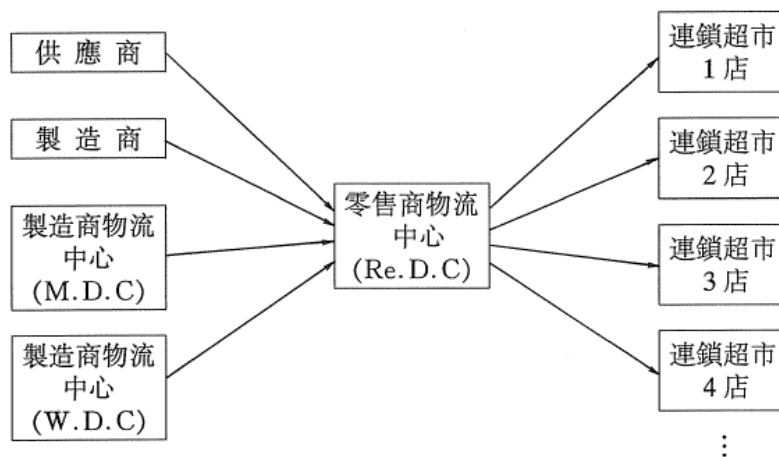 供應商
製造商
製造商物流
中心
(M.D.C)
製造商物流
中心
(W.D.C)
零售商物流
中心
(Re.D.C)
連鎖超市
1店
連鎖超市
2店
連鎖超市
3店
連鎖超市
4店
⋮